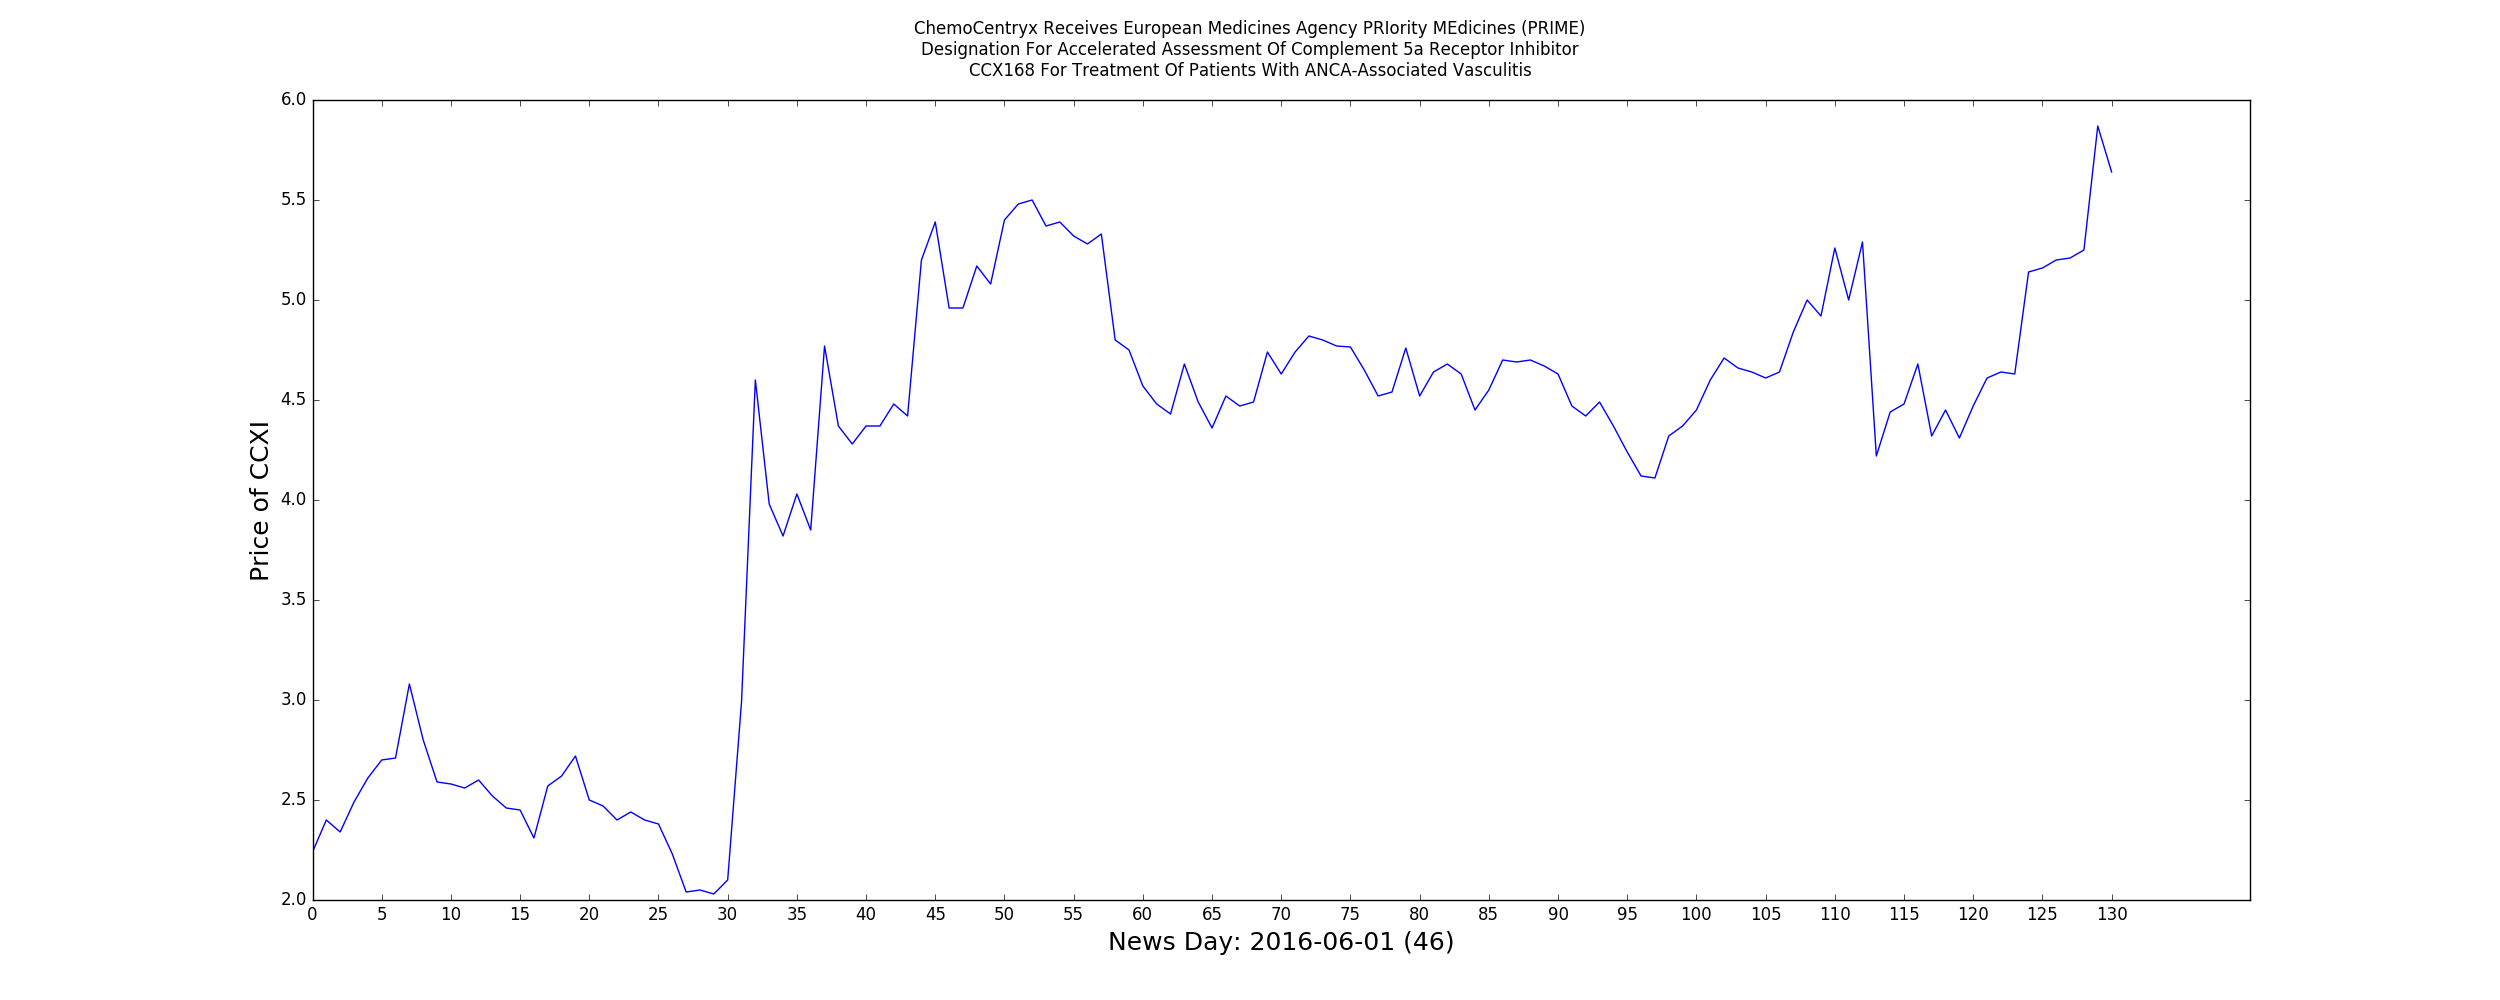 ChemoCentryx Receives European Medicines Agency PRIority MEdicines (PRIME)
Designation For Accelerated Assessment Of Complement 5a Receptor Inhibitor
CCX168 For Treatment Of Patients With ANCA-Associated Vasculitis
6.0
5.5
5.0
4.5
4.0
3.5
3.0
2.5
2.0
Price of CCXI
0 5 10 15 20 25 30 35 40 45 50 55 60 65 70 75 80 85 90 95 100 105 110 115 120 125 130
News Day: 2016-06-01 (46)